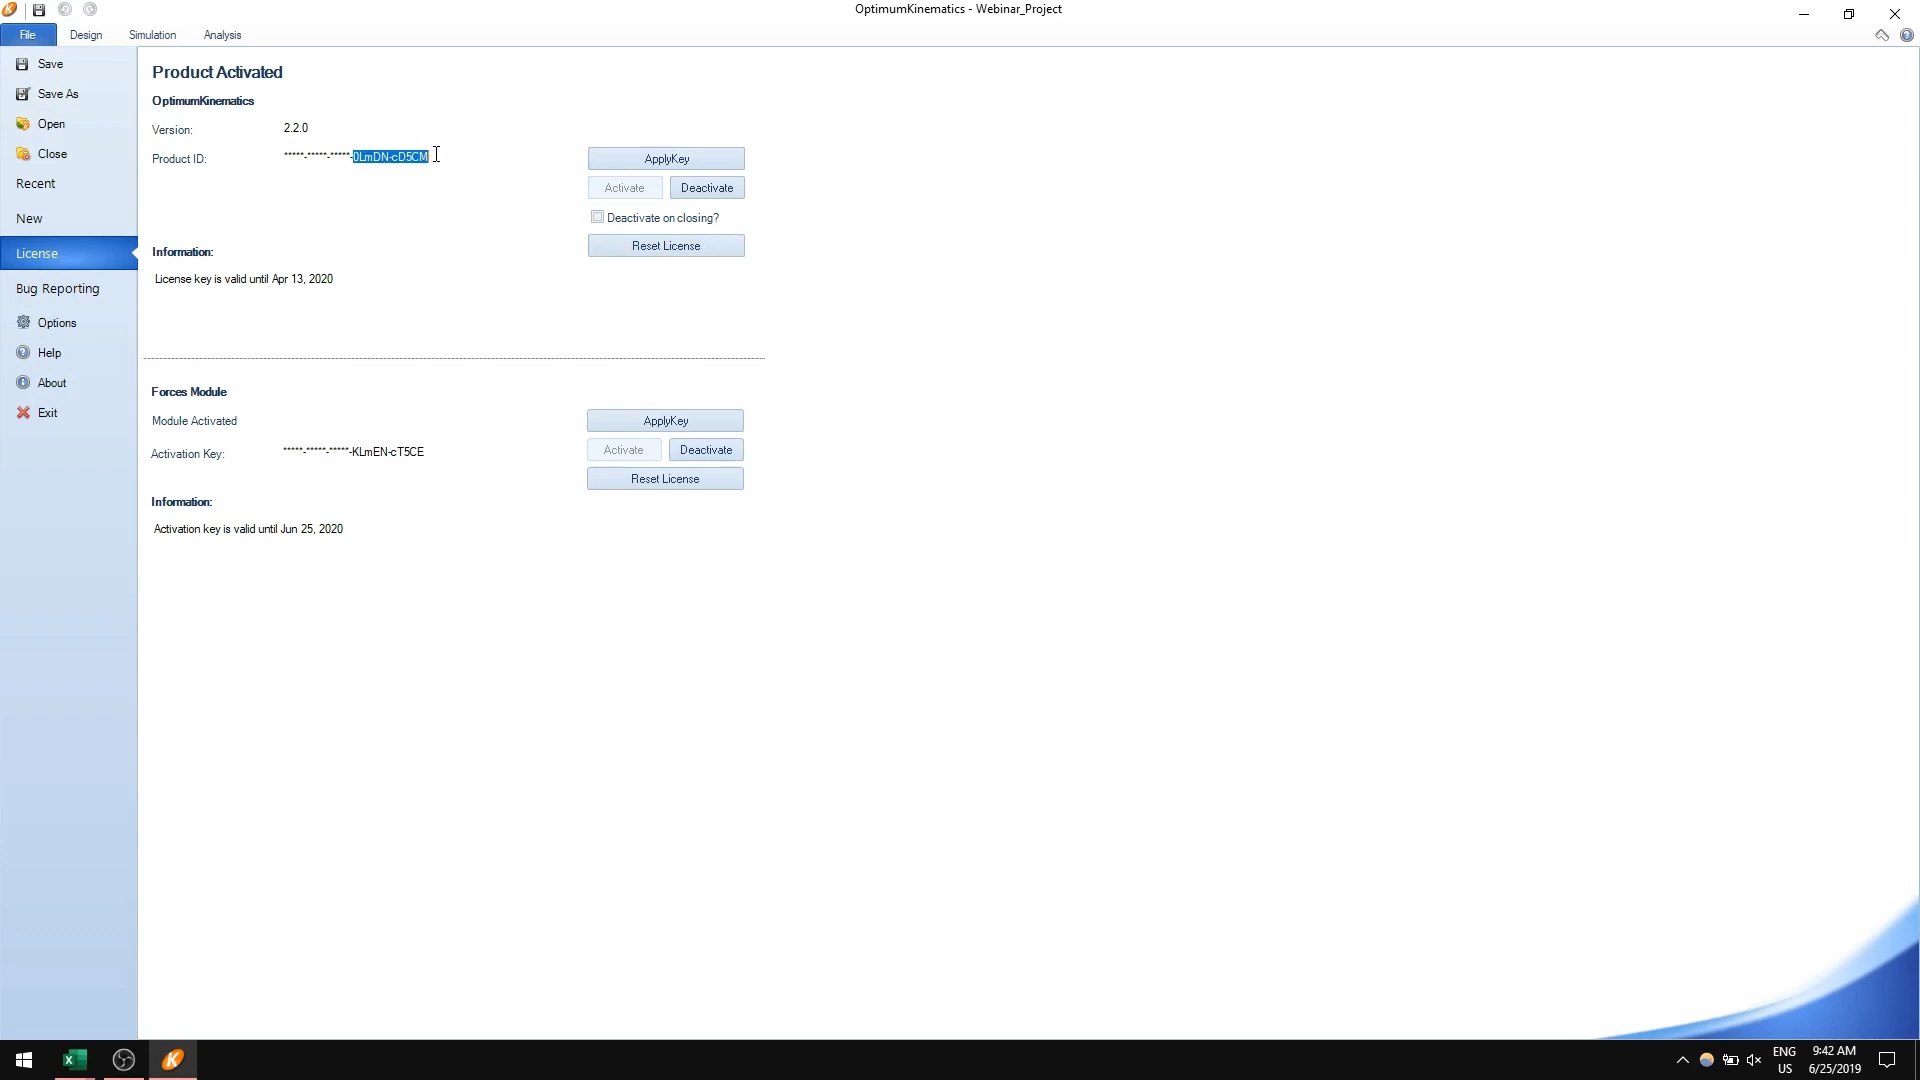 OptimumKinematics - Webinar_Project
File Design Simulation Analysis
Save
Save As
Open
Close
Recent
New
License
Bug Reporting
Options
Help
About
Exit
Product Activated
OptimumKinematics
Version: 2.2.0
Product ID: *****-*****-*****-0LmDN-cD5CM
ApplyKey
Activate Deactivate
Deactivate on closing?
Reset License
Information:
License key is valid until Apr 13, 2020
Forces Module
Module Activated
ApplyKey
Activation Key: *****-*****-*****-KLmEN-cT5CE
Activate Deactivate
Reset License
Information:
Activation key is valid until Jun 25, 2020
ENG
US
9:42 AM
6/25/2019